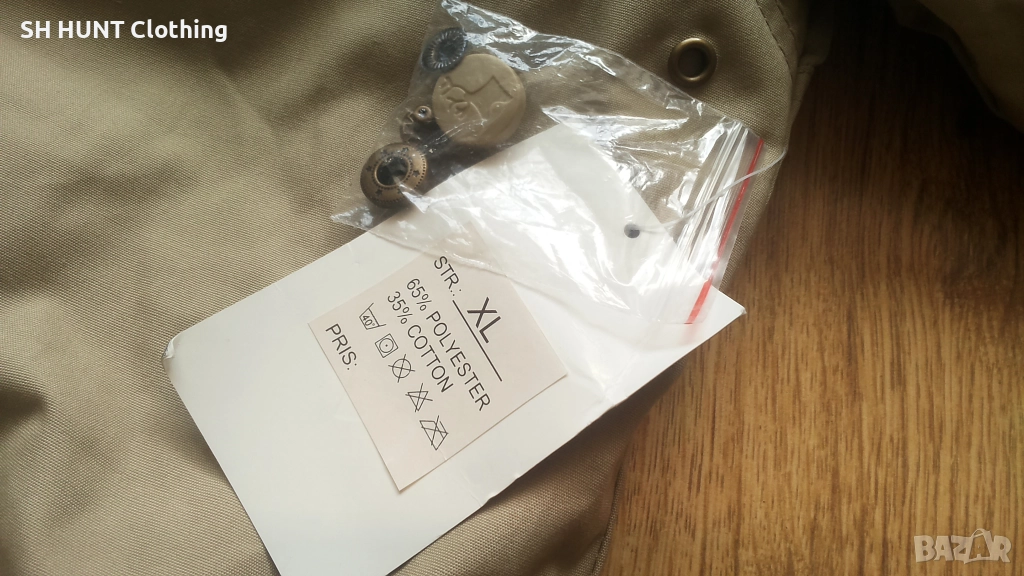 SH HUNT Clothing
STR.: XL
65% POLYESTER
35% COTTON
40°
PRIS:
BAZAR